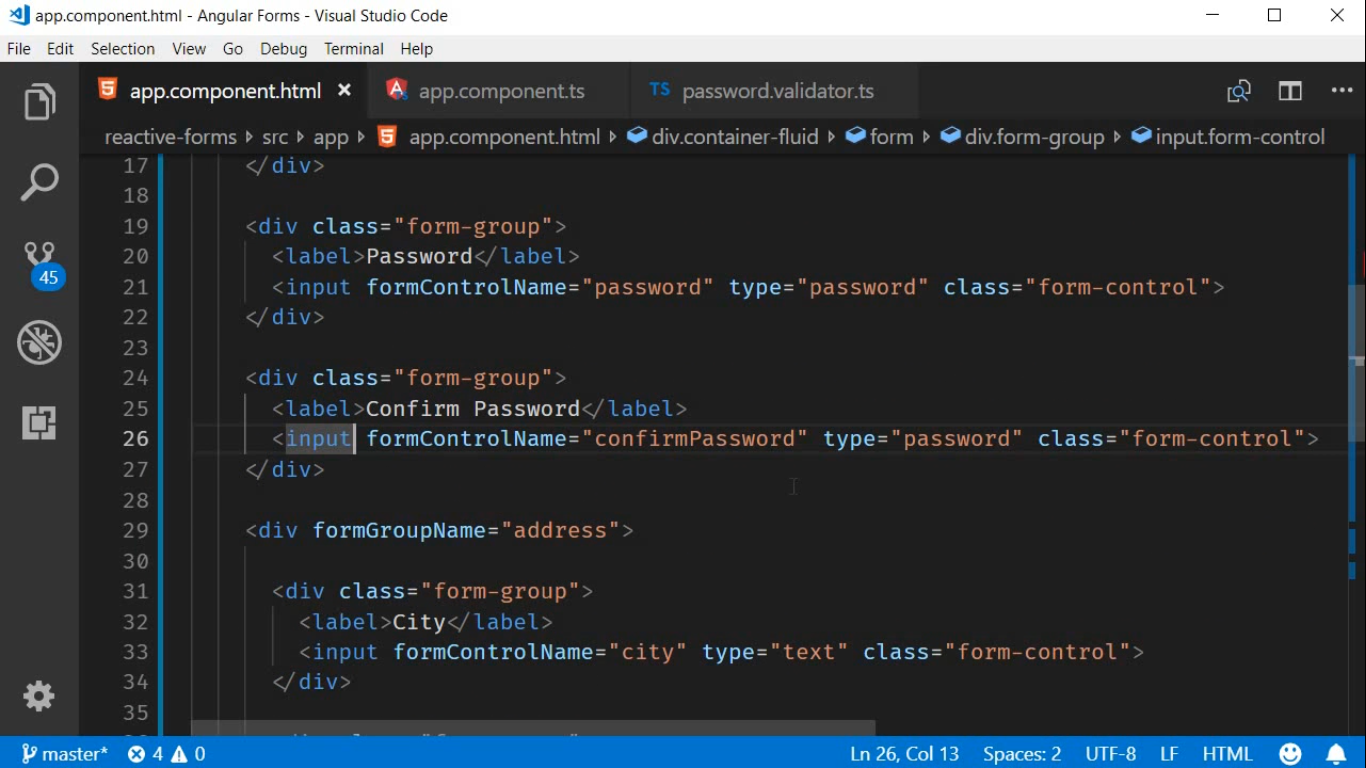 app.component.html - Angular Forms - Visual Studio Code
File Edit Selection View Go Debug Terminal Help
app.component.html app.component.ts TS password.validator.ts
reactive-forms src app app.component.html div.container-fluid form div.form-group input.form-control
17 </div>
18
19 <div class="form-group">
20 <label>Password</label>
21 <input formControlName="password" type="password" class="form-control">
22 </div>
23
24 <div class="form-group">
25 <label>Confirm Password</label>
26 <input formControlName="confirmPassword" type="password" class="form-control">
27 </div>
28
29 <div formGroupName="address">
30
31 <div class="form-group">
32 <label>City</label>
33 <input formControlName="city" type="text" class="form-control">
34 </div>
35
45
master* 4 0 Ln 26, Col 13 Spaces: 2 UTF-8 LF HTML